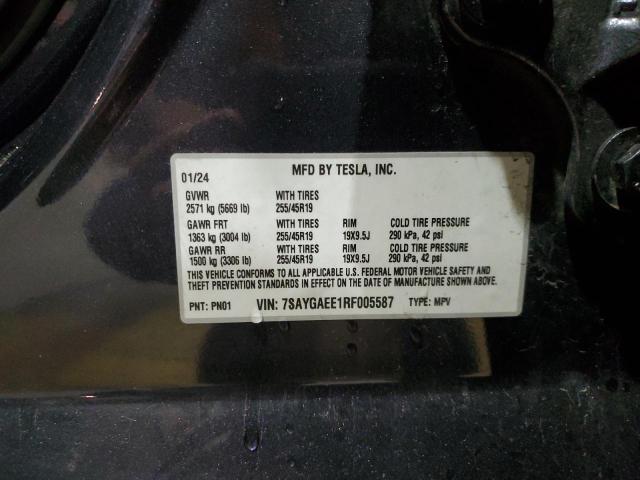 01/24 MFD BY TESLA, INC.
GVWR WITH TIRES
2571 kg (5669 lb) 255/45R19
GAWR FRT WITH TIRES RIM COLD TIRE PRESSURE
1363 kg (3004 lb) 255/45R19 19X9.5J 290 kPa, 42 psi
GAWR RR WITH TIRES RIM COLD TIRE PRESSURE
1500 kg (3306 lb) 255/45R19 19X9.5J 290 kPa, 42 psi
THIS VEHICLE CONFORMS TO ALL APPLICABLE U.S. FEDERAL MOTOR VEHICLE SAFETY AND
THEFT PREVENTION STANDARDS IN EFFECT ON THE DATE OF MANUFACTURE SHOWN ABOVE.
PNT: PN01 VIN: 7SAYGAEE1RF005587 TYPE: MPV